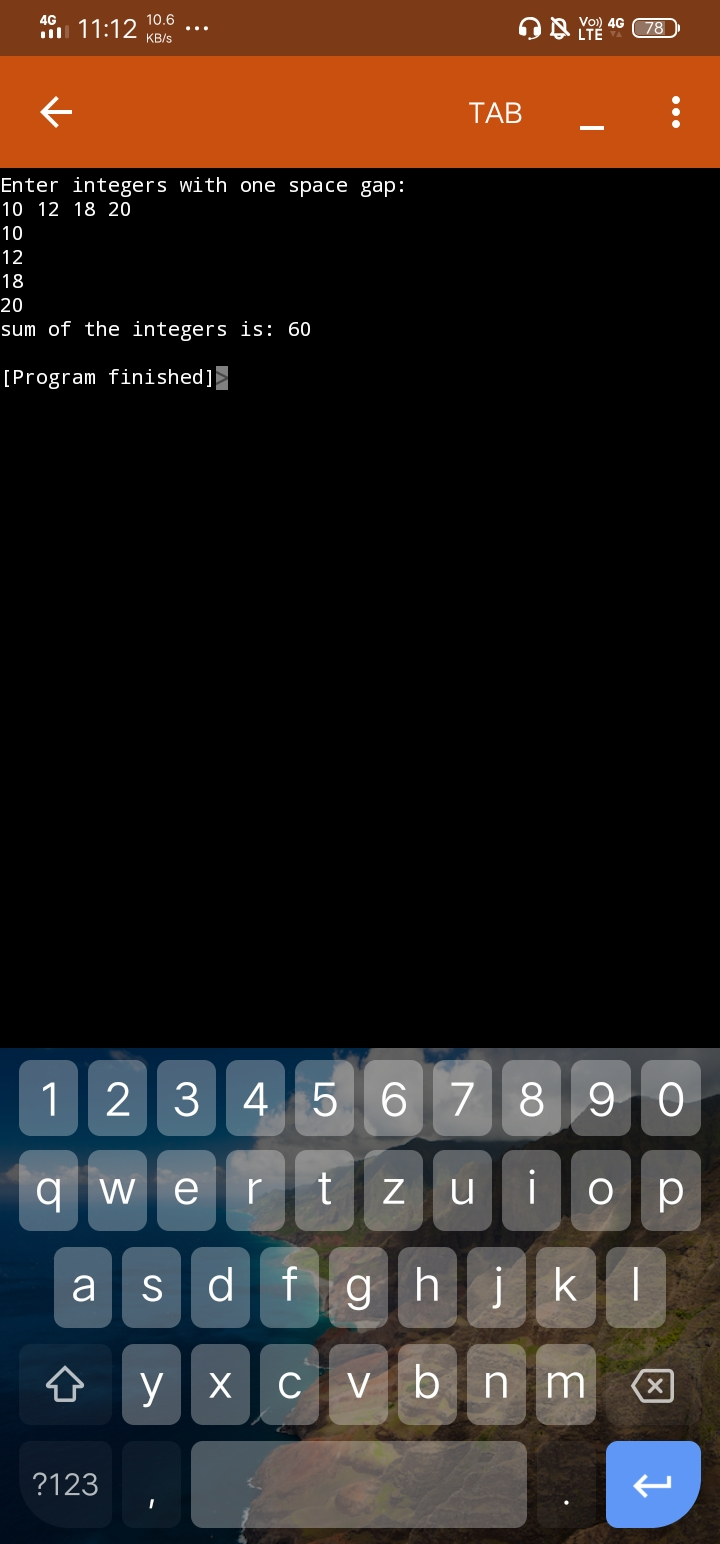 4G 11:12 10.6 KB/s ... Vo)) LTE 4G 78
TAB _
Enter integers with one space gap:
10 12 18 20
10
12
18
20
sum of the integers is: 60
[Program finished]>
1 2 3 4 5 6 7 8 9 0
q w e r t z u i o p
a s d f g h j k l
y x c v b n m
?123 , .